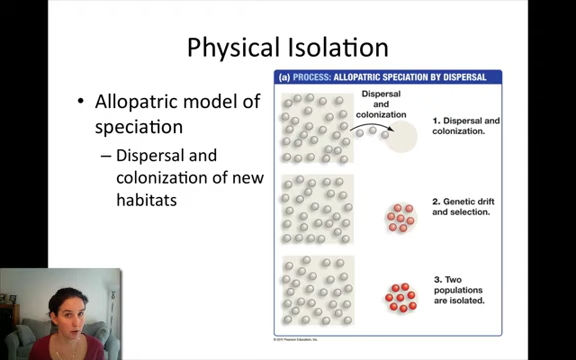 Physical Isolation
• Allopatric model of
speciation
– Dispersal and
colonization of new
habitats
(a) PROCESS: ALLOPATRIC SPECIATION BY DISPERSAL
Dispersal
and
colonization
1. Dispersal and
colonization.
2. Genetic drift
and selection.
3. Two
populations
are isolated.
© 2011 Pearson Education, Inc.